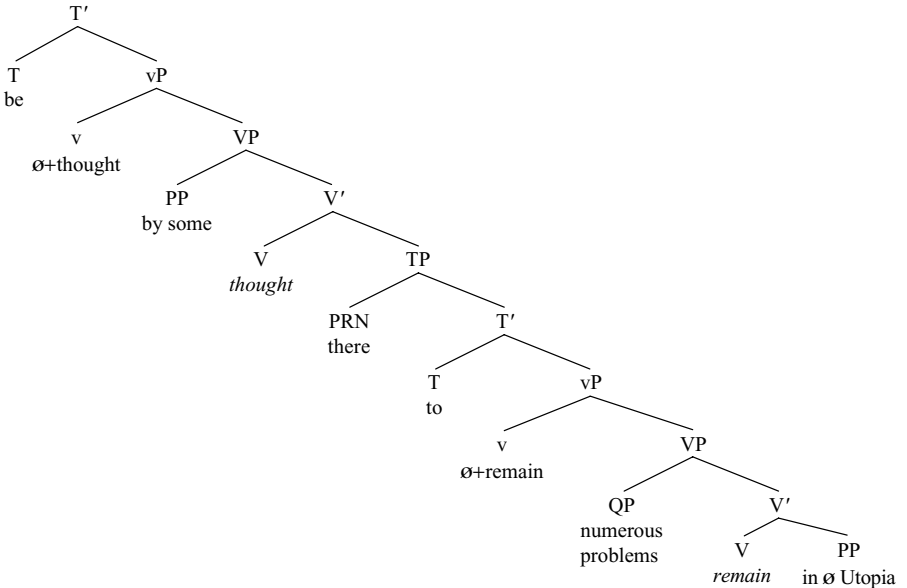 T′
T
be
vP
v
ø+thought
VP
PP
by some
V′
V
thought
TP
PRN
there
T′
T
to
vP
v
ø+remain
VP
QP
numerous
problems
V′
V
remain
PP
in ø Utopia